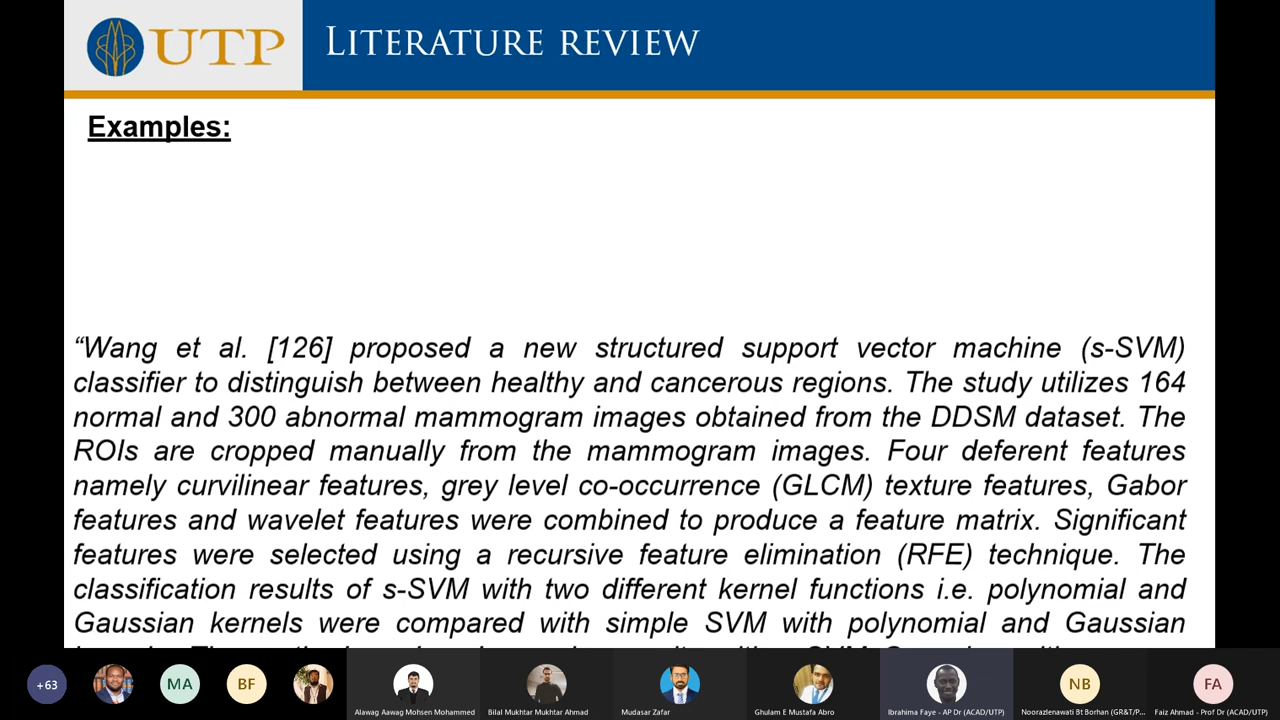 UTP
LITERATURE REVIEW
Examples:
“Wang et al. [126] proposed a new structured support vector machine (s-SVM)
classifier to distinguish between healthy and cancerous regions. The study utilizes 164
normal and 300 abnormal mammogram images obtained from the DDSM dataset. The
ROIs are cropped manually from the mammogram images. Four deferent features
namely curvilinear features, grey level co-occurrence (GLCM) texture features, Gabor
features and wavelet features were combined to produce a feature matrix. Significant
features were selected using a recursive feature elimination (RFE) technique. The
classification results of s-SVM with two different kernel functions i.e. polynomial and
Gaussian kernels were compared with simple SVM with polynomial and Gaussian
+63
MA
BF
NB
FA
Alawag Aawag Mohsen Mohammed
Bilal Mukhtar Mukhtar Ahmad
Mudasar Zafar
Ghulam E Mustafa Abro
Ibrahima Faye - AP Dr (ACAD/UTP)
Noorazlenawati Bt Borhan (GR&T/P...
Faiz Ahmad - Prof Dr (ACAD/UTP)